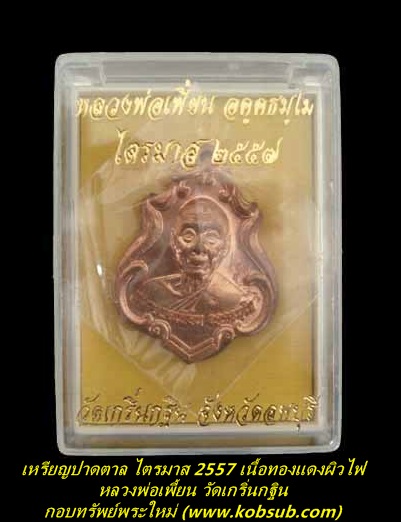 หลวงพ่อเพี้ยน อคฺคธมฺโม
ไตรมาส ๒๕๕๗
วัดเกริ่นกฐิน จังหวัดลพบุรี
เหรียญปาดตาล ไตรมาส 2557 เนื้อทองแดงผิวไฟ
หลวงพ่อเพี้ยน วัดเกริ่นกฐิน
กอบทรัพย์พระใหม่ (www.kobsub.com)